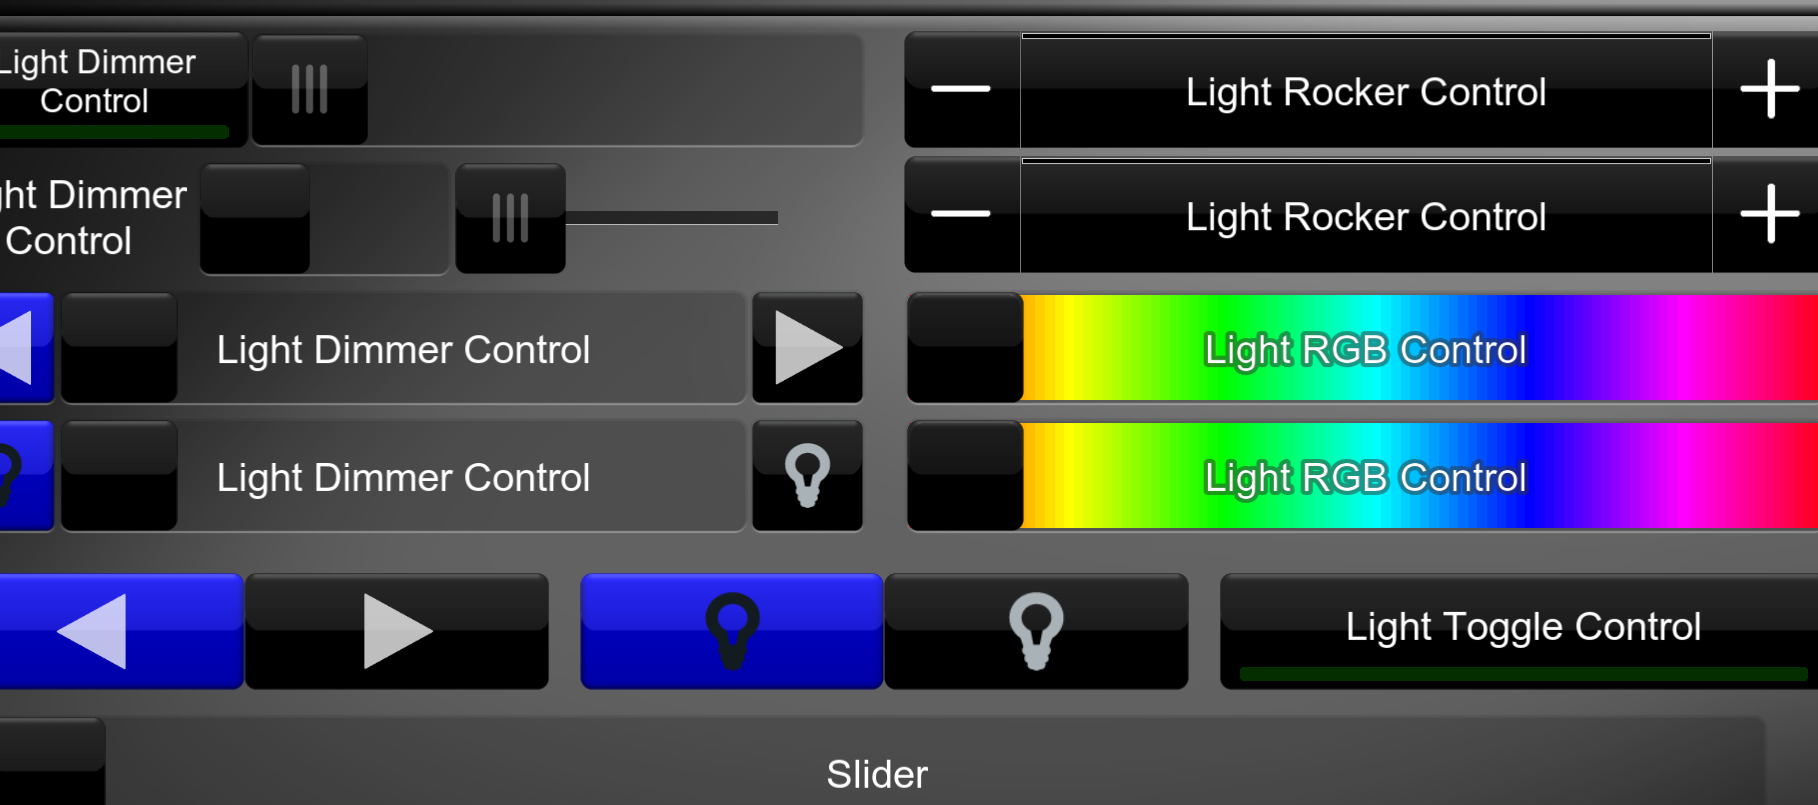 Light Dimmer
Control
Light Rocker Control
ght Dimmer
Control
Light Rocker Control
Light Dimmer Control
Light RGB Control
Light Dimmer Control
Light RGB Control
Light Toggle Control
Slider